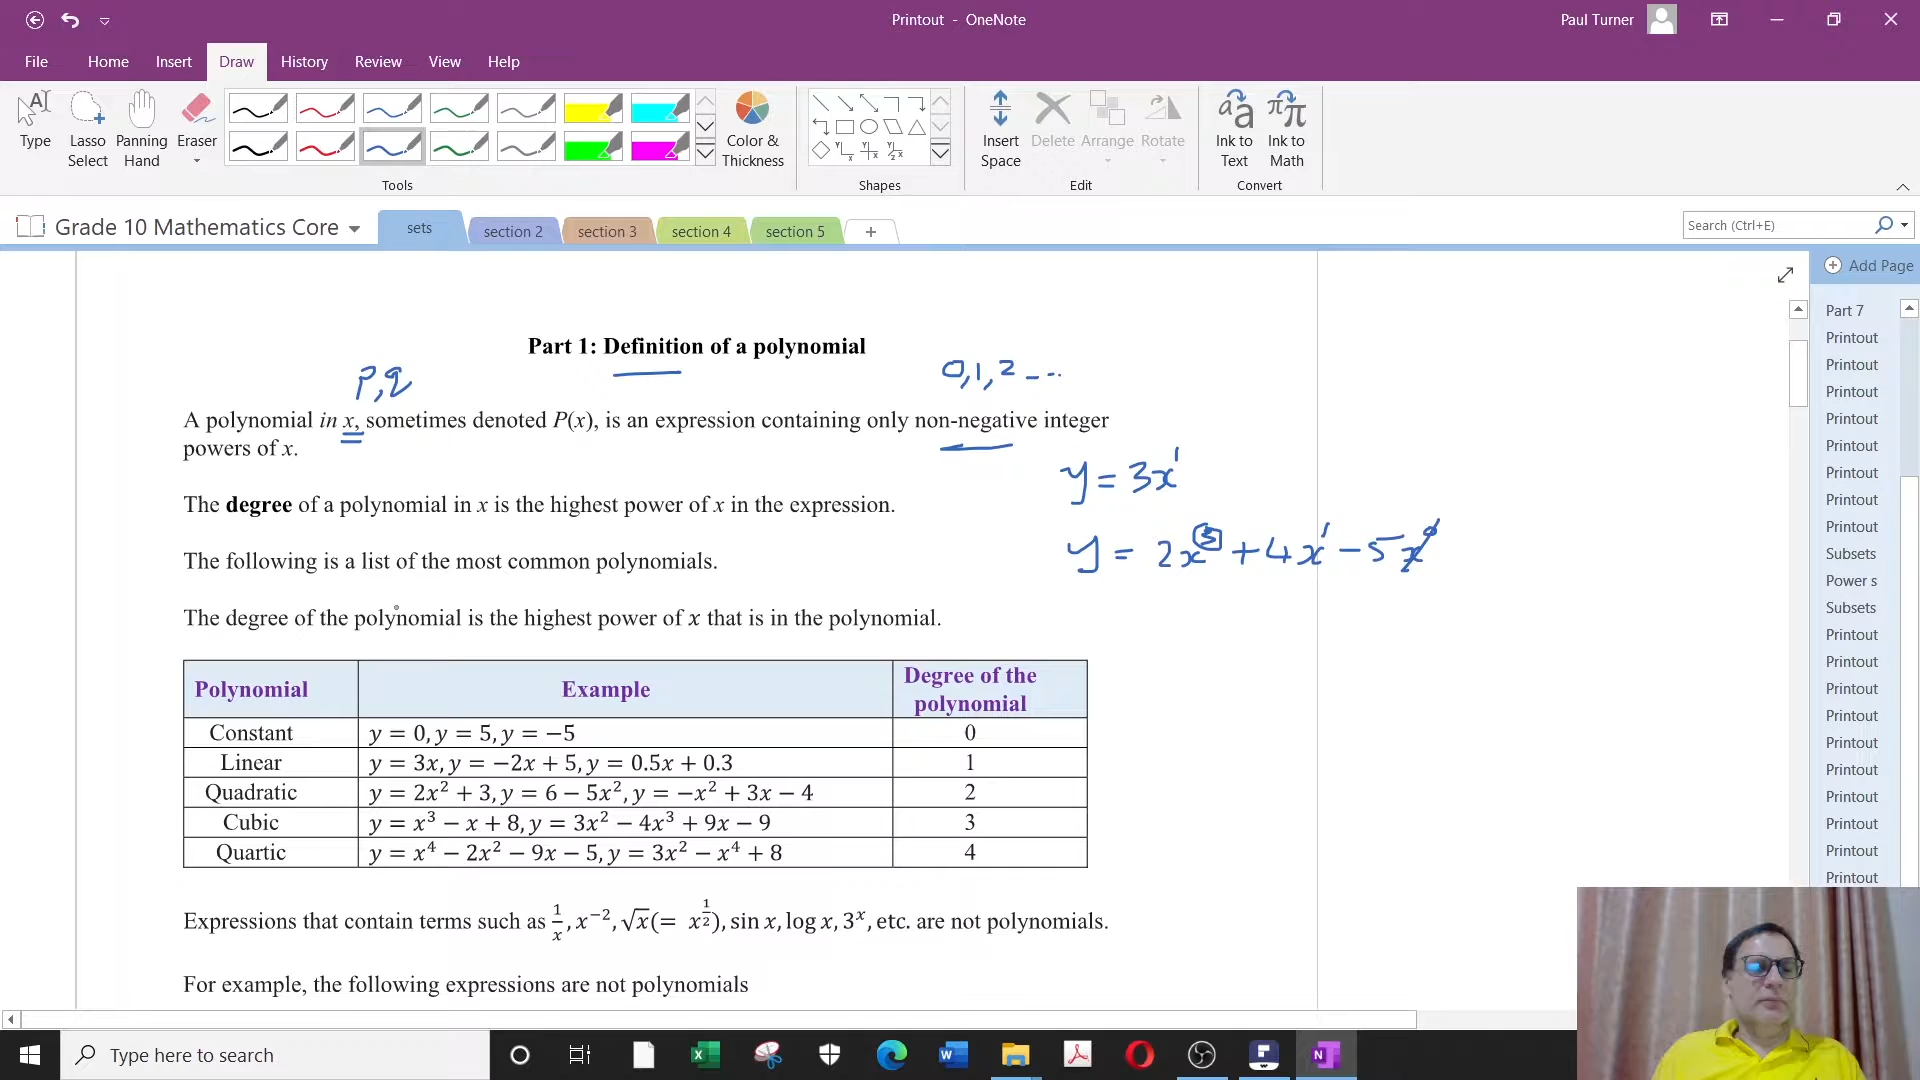 Printout - OneNote
Paul Turner
File Home Insert Draw History Review View Help
Type
Lasso Select
Panning Hand
Eraser
Color & Thickness
Insert Space
Delete
Arrange
Rotate
Ink to Text
Ink to Math
Tools
Shapes
Edit
Convert
Grade 10 Mathematics Core
sets
section 2
section 3
section 4
section 5
+
Search (Ctrl+E)
Add Page
Part 1: Definition of a polynomial
p,q
0,1,2 - ...
A polynomial in x, sometimes denoted P(x), is an expression containing only non-negative integer
powers of x.
y = 3x¹
The degree of a polynomial in x is the highest power of x in the expression.
y = 2x³ + 4x¹ − 5x⁰
The following is a list of the most common polynomials.
The degree of the polynomial is the highest power of x that is in the polynomial.
Polynomial Example Degree of the polynomial
Constant y = 0, y = 5, y = −5 0
Linear y = 3x, y = −2x + 5, y = 0.5x + 0.3 1
Quadratic y = 2x² + 3, y = 6 − 5x², y = −x² + 3x − 4 2
Cubic y = x³ − x + 8, y = 3x² − 4x³ + 9x − 9 3
Quartic y = x⁴ − 2x² − 9x − 5, y = 3x² − x⁴ + 8 4
Expressions that contain terms such as 1/x, x⁻², √x(= x^(1/2)), sin x, log x, 3ˣ, etc. are not polynomials.
For example, the following expressions are not polynomials
Part 7
Printout
Printout
Printout
Printout
Printout
Printout
Printout
Printout
Subsets
Power s
Subsets
Printout
Printout
Printout
Printout
Printout
Printout
Printout
Printout
Printout
Printout
Type here to search